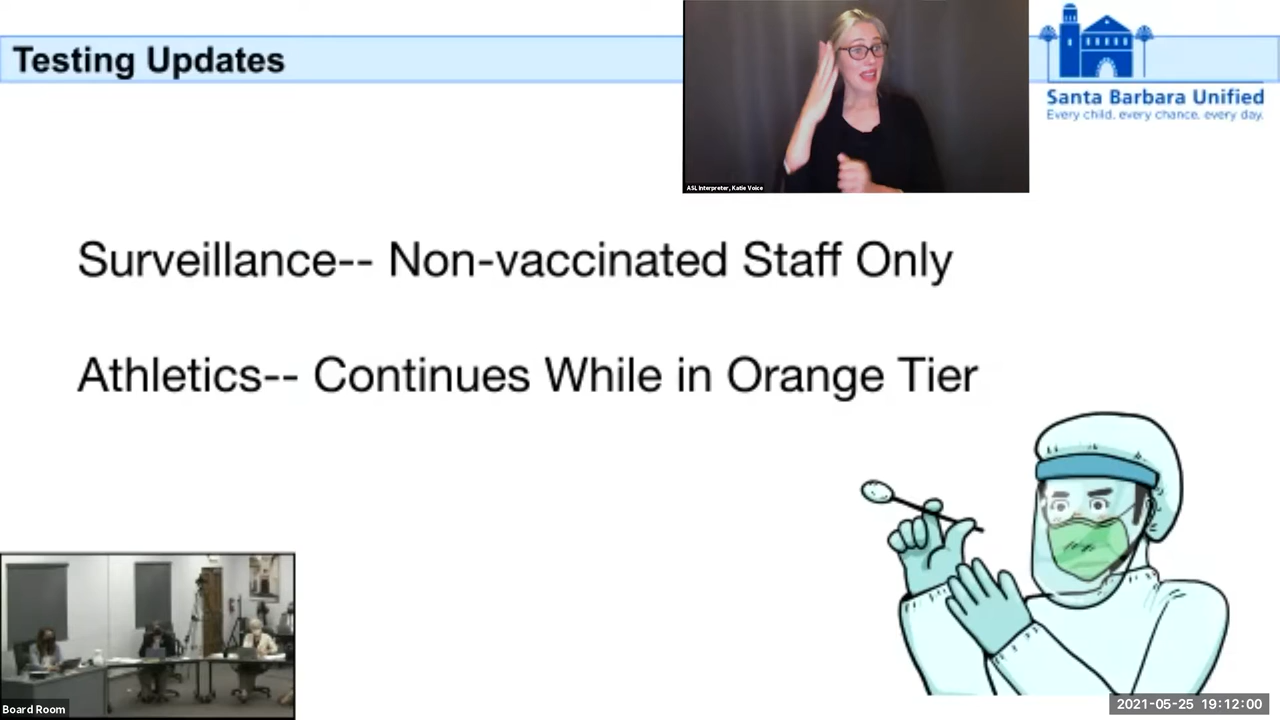 Testing Updates
ASL Interpreter, Katie Voice
Santa Barbara Unified
Every child, every chance, every day.
Surveillance-- Non-vaccinated Staff Only
Athletics-- Continues While in Orange Tier
Board Room
2021-05-25 19:12:00